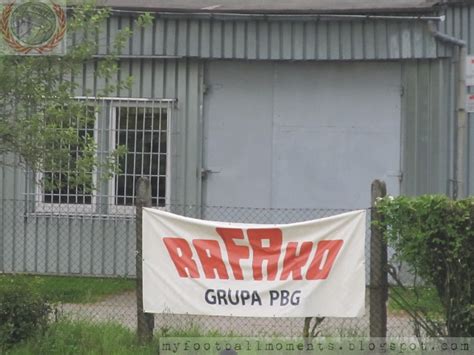 RAFAKO
GRUPA PBG
myfootballmoments.blogspot.com